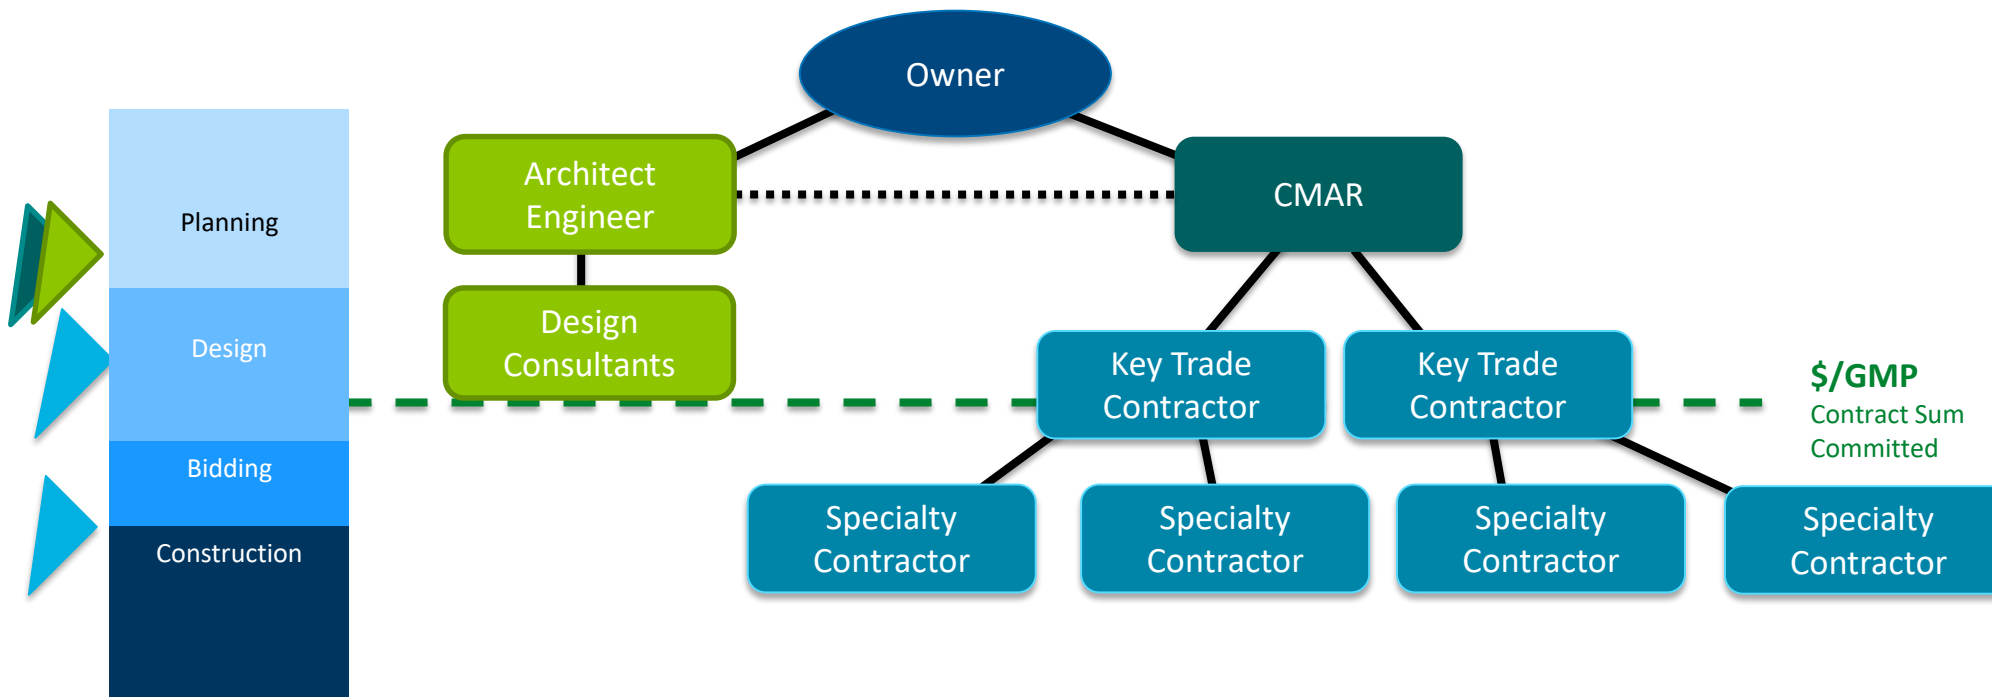 Owner
Architect
Engineer
CMAR
Planning
Design
Consultants
Design
Key Trade
Contractor
Key Trade
Contractor
$/GMP
Contract Sum
Committed
Bidding
Specialty
Contractor
Specialty
Contractor
Specialty
Contractor
Specialty
Contractor
Construction